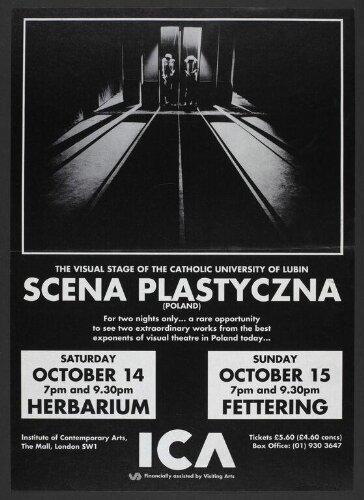 THE VISUAL STAGE OF THE CATHOLIC UNIVERSITY OF LUBIN
SCENA PLASTYCZNA
(POLAND)
For two nights only... a rare opportunity
to see two extraordinary works from the best
exponents of visual theatre in Poland today...
SATURDAY
OCTOBER 14
7pm and 9.30pm
HERBARIUM
SUNDAY
OCTOBER 15
7pm and 9.30pm
FETTERING
Institute of Contemporary Arts,
The Mall, London SW1
ICA
Tickets £5.60 (£4.60 concs)
Box Office: (01) 930 3647
Financially assisted by Visiting Arts